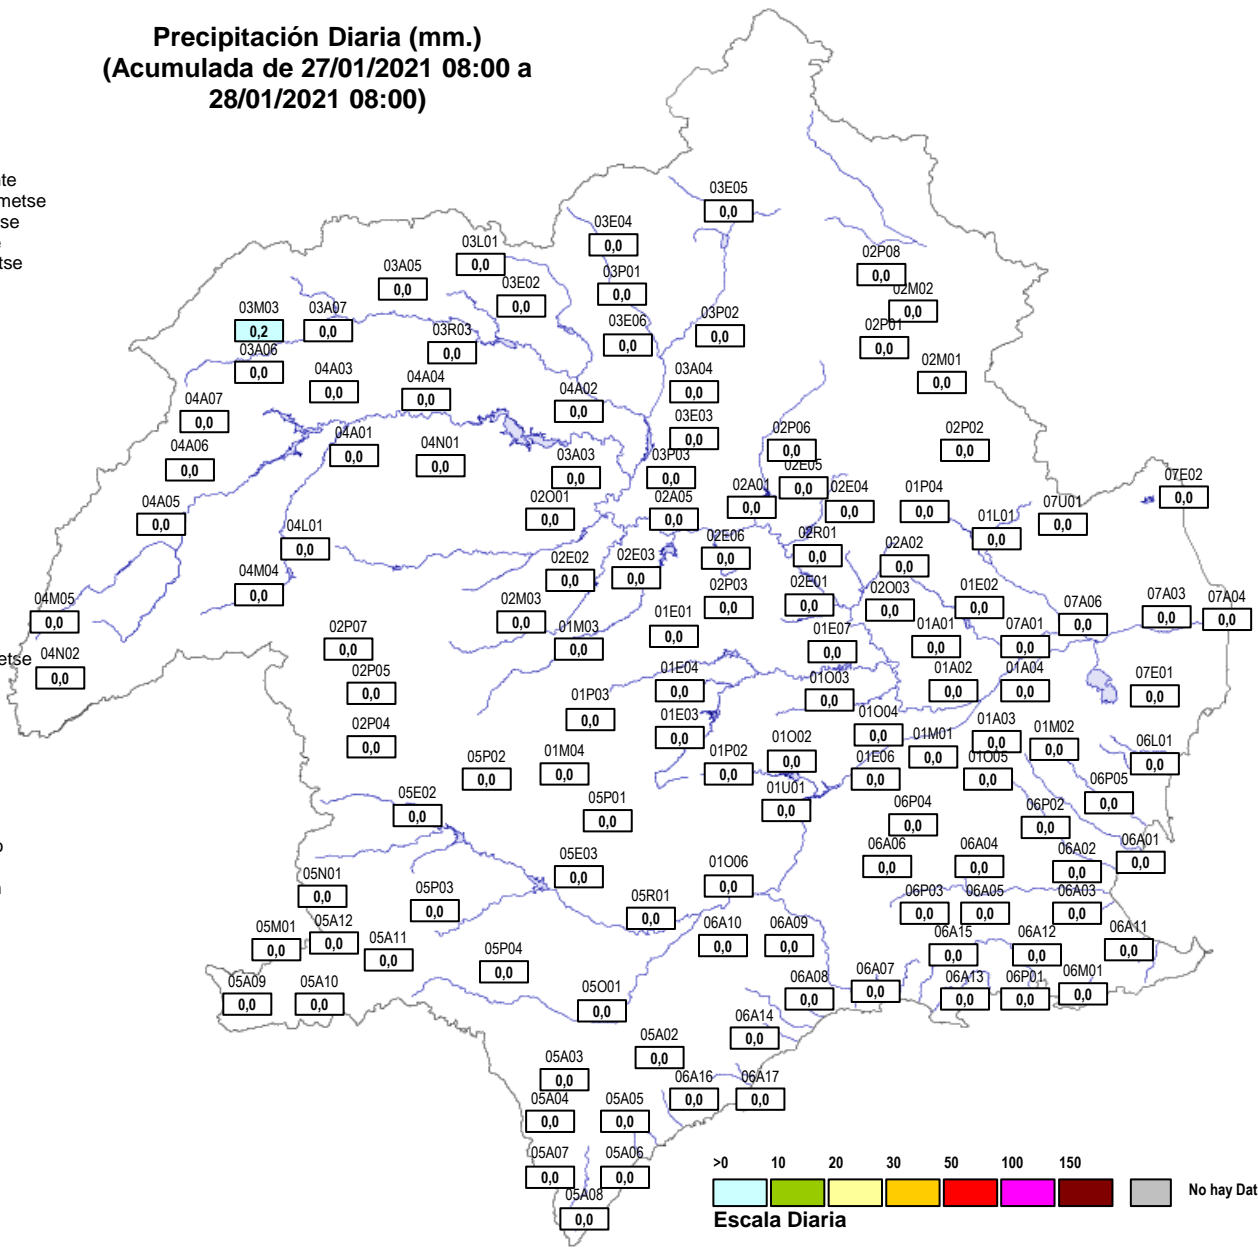 Precipitación Diaria (mm.)
(Acumulada de 27/01/2021 08:00 a
28/01/2021 08:00)
te
metse
se
tse
etse
03E05
0,0
03E04
0,0
03L01
0,0
02P08
0,0
03A05
0,0
03P01
0,0
03E02
0,0
02M02
0,0
03M03
0,2
03A07
0,0
03P02
0,0
03E06
0,0
03R03
0,0
02P01
0,0
03A06
0,0
02M01
0,0
04A03
0,0
04A04
0,0
03A04
0,0
04A02
0,0
04A07
0,0
03E03
0,0
02P06
0,0
02P02
0,0
04A01
0,0
04N01
0,0
04A06
0,0
03A03
0,0
03P03
0,0
02E05
0,0
07E02
0,0
02A01
0,0
02E04
0,0
01P04
0,0
04A05
0,0
02O01
0,0
02A05
0,0
07U01
0,0
01L01
0,0
04L01
0,0
02E06
0,0
02R01
0,0
02A02
0,0
02E02
0,0
02E03
0,0
04M04
0,0
02P03
0,0
02E01
0,0
02O03
0,0
01E02
0,0
07A03
0,0
07A04
0,0
04M05
0,0
02M03
0,0
07A06
0,0
01E01
0,0
01M03
0,0
02P07
0,0
01E07
0,0
01A01
0,0
07A01
0,0
04N02
0,0
02P05
0,0
01E04
0,0
01O03
0,0
01A02
0,0
01A04
0,0
07E01
0,0
01P03
0,0
01E03
0,0
01O04
0,0
01A03
0,0
02P04
0,0
01M02
0,0
01M01
0,0
01O02
0,0
06L01
0,0
05P02
0,0
01M04
0,0
01P02
0,0
01E06
0,0
01O05
0,0
01U01
0,0
06P05
0,0
05E02
0,0
05P01
0,0
06P04
0,0
06P02
0,0
06A01
0,0
05E03
0,0
06A06
0,0
06A04
0,0
06A02
0,0
01O06
0,0
05N01
0,0
05P03
0,0
05R01
0,0
06P03
0,0
06A05
0,0
06A03
0,0
05M01
0,0
05A12
0,0
06A10
0,0
06A09
0,0
06A15
0,0
06A12
0,0
06A11
0,0
05A11
0,0
05P04
0,0
05A09
0,0
05A10
0,0
05O01
0,0
06A08
0,0
06A07
0,0
06A13
0,0
06P01
0,0
06M01
0,0
06A14
0,0
05A02
0,0
05A03
0,0
06A16
0,0
06A17
0,0
05A04
0,0
05A05
0,0
05A07
0,0
05A06
0,0
05A08
0,0
>0 10 20 30 50 100 150
No hay Dat
Escala Diaria